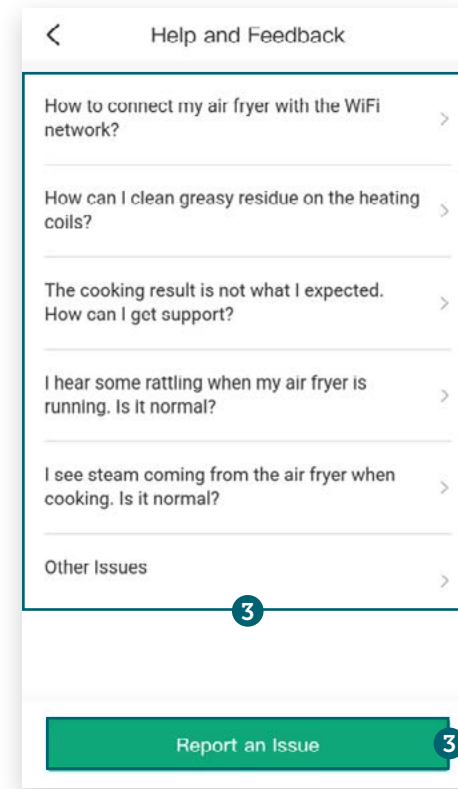 Help and Feedback
How to connect my air fryer with the WiFi
network?
How can I clean greasy residue on the heating
coils?
The cooking result is not what I expected.
How can I get support?
I hear some rattling when my air fryer is
running. Is it normal?
I see steam coming from the air fryer when
cooking. Is it normal?
Other Issues
3
Report an Issue
3